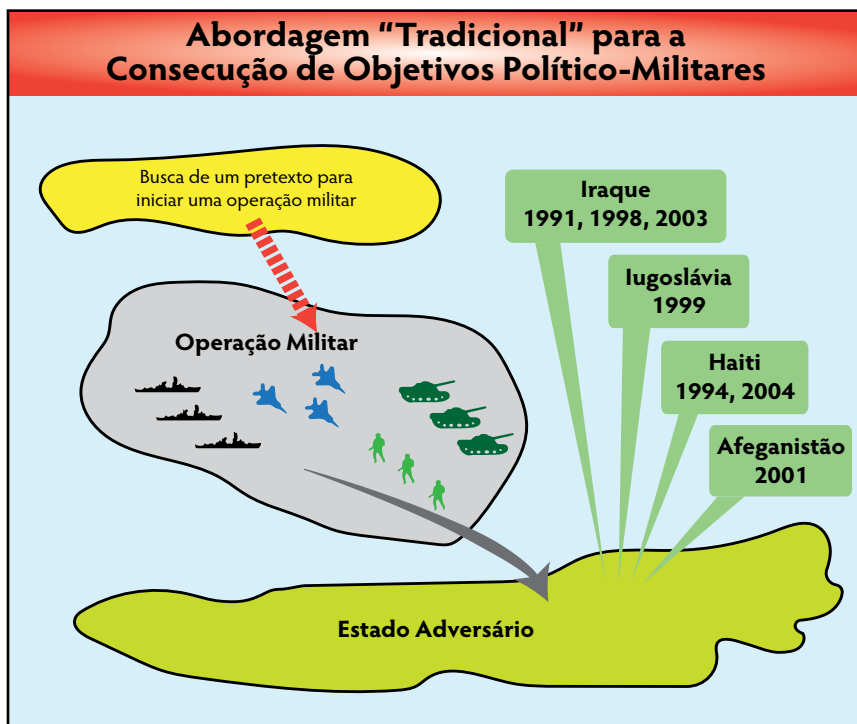 Abordagem “Tradicional” para a
Consecução de Objetivos Político-Militares
Busca de um pretexto para
iniciar uma operação militar
Iraque
1991, 1998, 2003
Iugoslávia
1999
Operação Militar
Haiti
1994, 2004
Afeganistão
2001
Estado Adversário